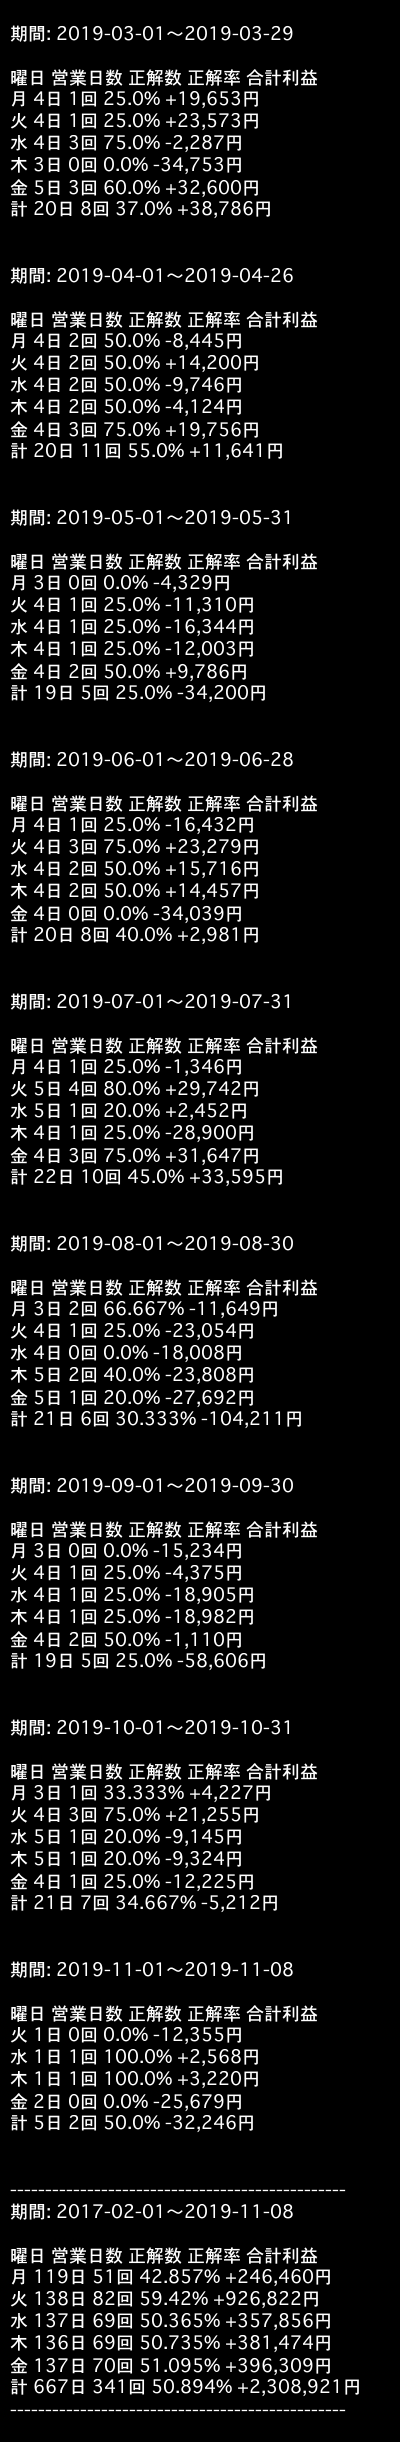 期間: 2019-03-01～2019-03-29
曜日 営業日数 正解数 正解率 合計利益
月 4日 1回 25.0% +19,653円
火 4日 1回 25.0% +23,573円
水 4日 3回 75.0% -2,287円
木 3日 0回 0.0% -34,753円
金 5日 3回 60.0% +32,600円
計 20日 8回 37.0% +38,786円
期間: 2019-04-01～2019-04-26
曜日 営業日数 正解数 正解率 合計利益
月 4日 2回 50.0% -8,445円
火 4日 2回 50.0% +14,200円
水 4日 2回 50.0% -9,746円
木 4日 2回 50.0% -4,124円
金 4日 3回 75.0% +19,756円
計 20日 11回 55.0% +11,641円
期間: 2019-05-01～2019-05-31
曜日 営業日数 正解数 正解率 合計利益
月 3日 0回 0.0% -4,329円
火 4日 1回 25.0% -11,310円
水 4日 1回 25.0% -16,344円
木 4日 1回 25.0% -12,003円
金 4日 2回 50.0% +9,786円
計 19日 5回 25.0% -34,200円
期間: 2019-06-01～2019-06-28
曜日 営業日数 正解数 正解率 合計利益
月 4日 1回 25.0% -16,432円
火 4日 3回 75.0% +23,279円
水 4日 2回 50.0% +15,716円
木 4日 2回 50.0% +14,457円
金 4日 0回 0.0% -34,039円
計 20日 8回 40.0% +2,981円
期間: 2019-07-01～2019-07-31
曜日 営業日数 正解数 正解率 合計利益
月 4日 1回 25.0% -1,346円
火 5日 4回 80.0% +29,742円
水 5日 1回 20.0% +2,452円
木 4日 1回 25.0% -28,900円
金 4日 3回 75.0% +31,647円
計 22日 10回 45.0% +33,595円
期間: 2019-08-01～2019-08-30
曜日 営業日数 正解数 正解率 合計利益
月 3日 2回 66.667% -11,649円
火 4日 1回 25.0% -23,054円
水 4日 0回 0.0% -18,008円
木 5日 2回 40.0% -23,808円
金 5日 1回 20.0% -27,692円
計 21日 6回 30.333% -104,211円
期間: 2019-09-01～2019-09-30
曜日 営業日数 正解数 正解率 合計利益
月 3日 0回 0.0% -15,234円
火 4日 1回 25.0% -4,375円
水 4日 1回 25.0% -18,905円
木 4日 1回 25.0% -18,982円
金 4日 2回 50.0% -1,110円
計 19日 5回 25.0% -58,606円
期間: 2019-10-01～2019-10-31
曜日 営業日数 正解数 正解率 合計利益
月 3日 1回 33.333% +4,227円
火 4日 3回 75.0% +21,255円
水 5日 1回 20.0% -9,145円
木 5日 1回 20.0% -9,324円
金 4日 1回 25.0% -12,225円
計 21日 7回 34.667% -5,212円
期間: 2019-11-01～2019-11-08
曜日 営業日数 正解数 正解率 合計利益
火 1日 0回 0.0% -12,355円
水 1日 1回 100.0% +2,568円
木 1日 1回 100.0% +3,220円
金 2日 0回 0.0% -25,679円
計 5日 2回 50.0% -32,246円
------------------------------------------------
期間: 2017-02-01～2019-11-08
曜日 営業日数 正解数 正解率 合計利益
月 119日 51回 42.857% +246,460円
火 138日 82回 59.42% +926,822円
水 137日 69回 50.365% +357,856円
木 136日 69回 50.735% +381,474円
金 137日 70回 51.095% +396,309円
計 667日 341回 50.894% +2,308,921円
------------------------------------------------